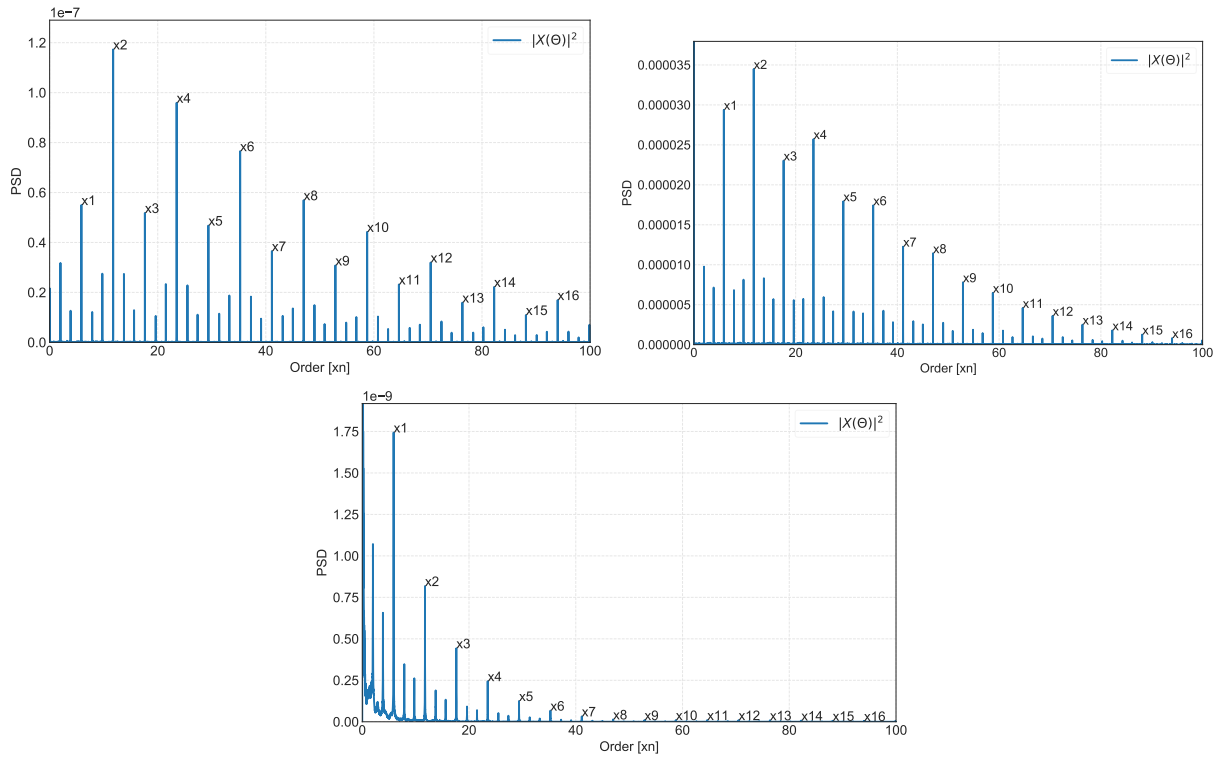 1e−7
|X(Θ)|²
PSD
1.2
1.0
0.8
0.6
0.4
0.2
0.0
x1
x2
x3
x4
x5
x6
x7
x8
x9
x10
x11
x12
x13
x14
x15
x16
0 20 40 60 80 100
Order [xn]
|X(Θ)|²
PSD
0.000035
0.000030
0.000025
0.000020
0.000015
0.000010
0.000005
0.000000
x1
x2
x3
x4
x5
x6
x7
x8
x9
x10
x11
x12
x13
x14
x15
x16
0 20 40 60 80 100
Order [xn]
1e−9
|X(Θ)|²
PSD
1.75
1.50
1.25
1.00
0.75
0.50
0.25
0.00
x1
x2
x3
x4
x5
x6
x7
x8
x9
x10
x11
x12
x13
x14
x15
x16
0 20 40 60 80 100
Order [xn]